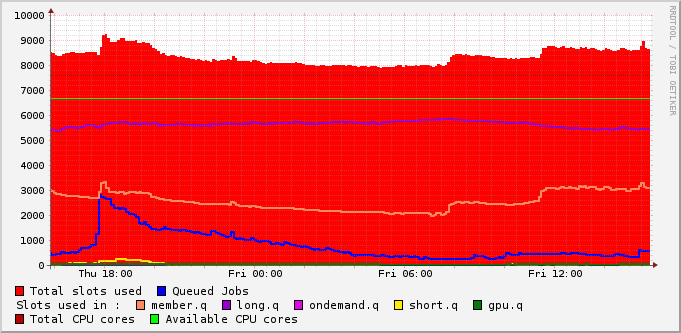 10000
9000
8000
7000
6000
5000
4000
3000
2000
1000
0
Thu 18:00 Fri 00:00 Fri 06:00 Fri 12:00
Total slots used Queued Jobs
Slots used in : member.q long.q ondemand.q short.q gpu.q
Total CPU cores Available CPU cores
RRDTOOL / TOBI OETIKER